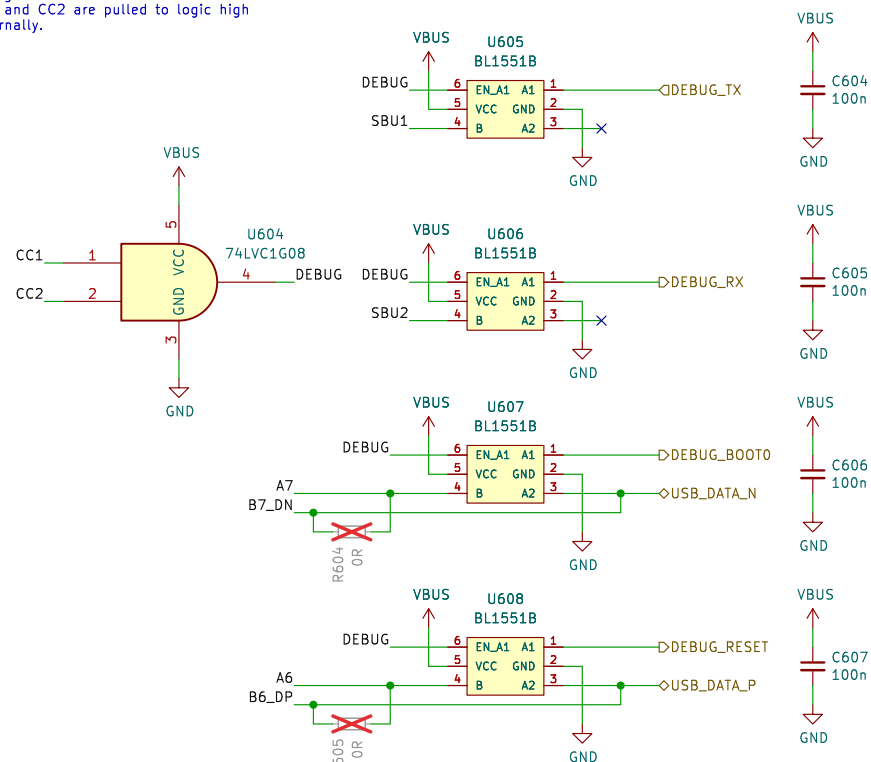 and CC2 are pulled to logic high
rnally.
VBUS
5
VCC
U604
74LVC1G08
CC1
1
CC2
2
4
DEBUG
GND
3
GND
VBUS
U605
BL1551B
DEBUG
6
EN_A1
A1
1
DEBUG_TX
5
VCC
GND
2
SBU1
4
B
A2
3
GND
VBUS
C604
100n
GND
VBUS
U606
BL1551B
DEBUG
6
EN_A1
A1
1
DEBUG_RX
5
VCC
GND
2
SBU2
4
B
A2
3
GND
VBUS
C605
100n
GND
VBUS
U607
BL1551B
DEBUG
6
EN_A1
A1
1
DEBUG_BOOT0
5
VCC
GND
2
A7
4
B
A2
3
USB_DATA_N
B7_DN
R604
0R
GND
VBUS
C606
100n
GND
VBUS
U608
BL1551B
DEBUG
6
EN_A1
A1
1
DEBUG_RESET
5
VCC
GND
2
A6
4
B
A2
3
USB_DATA_P
B6_DP
605
0R
GND
VBUS
C607
100n
GND